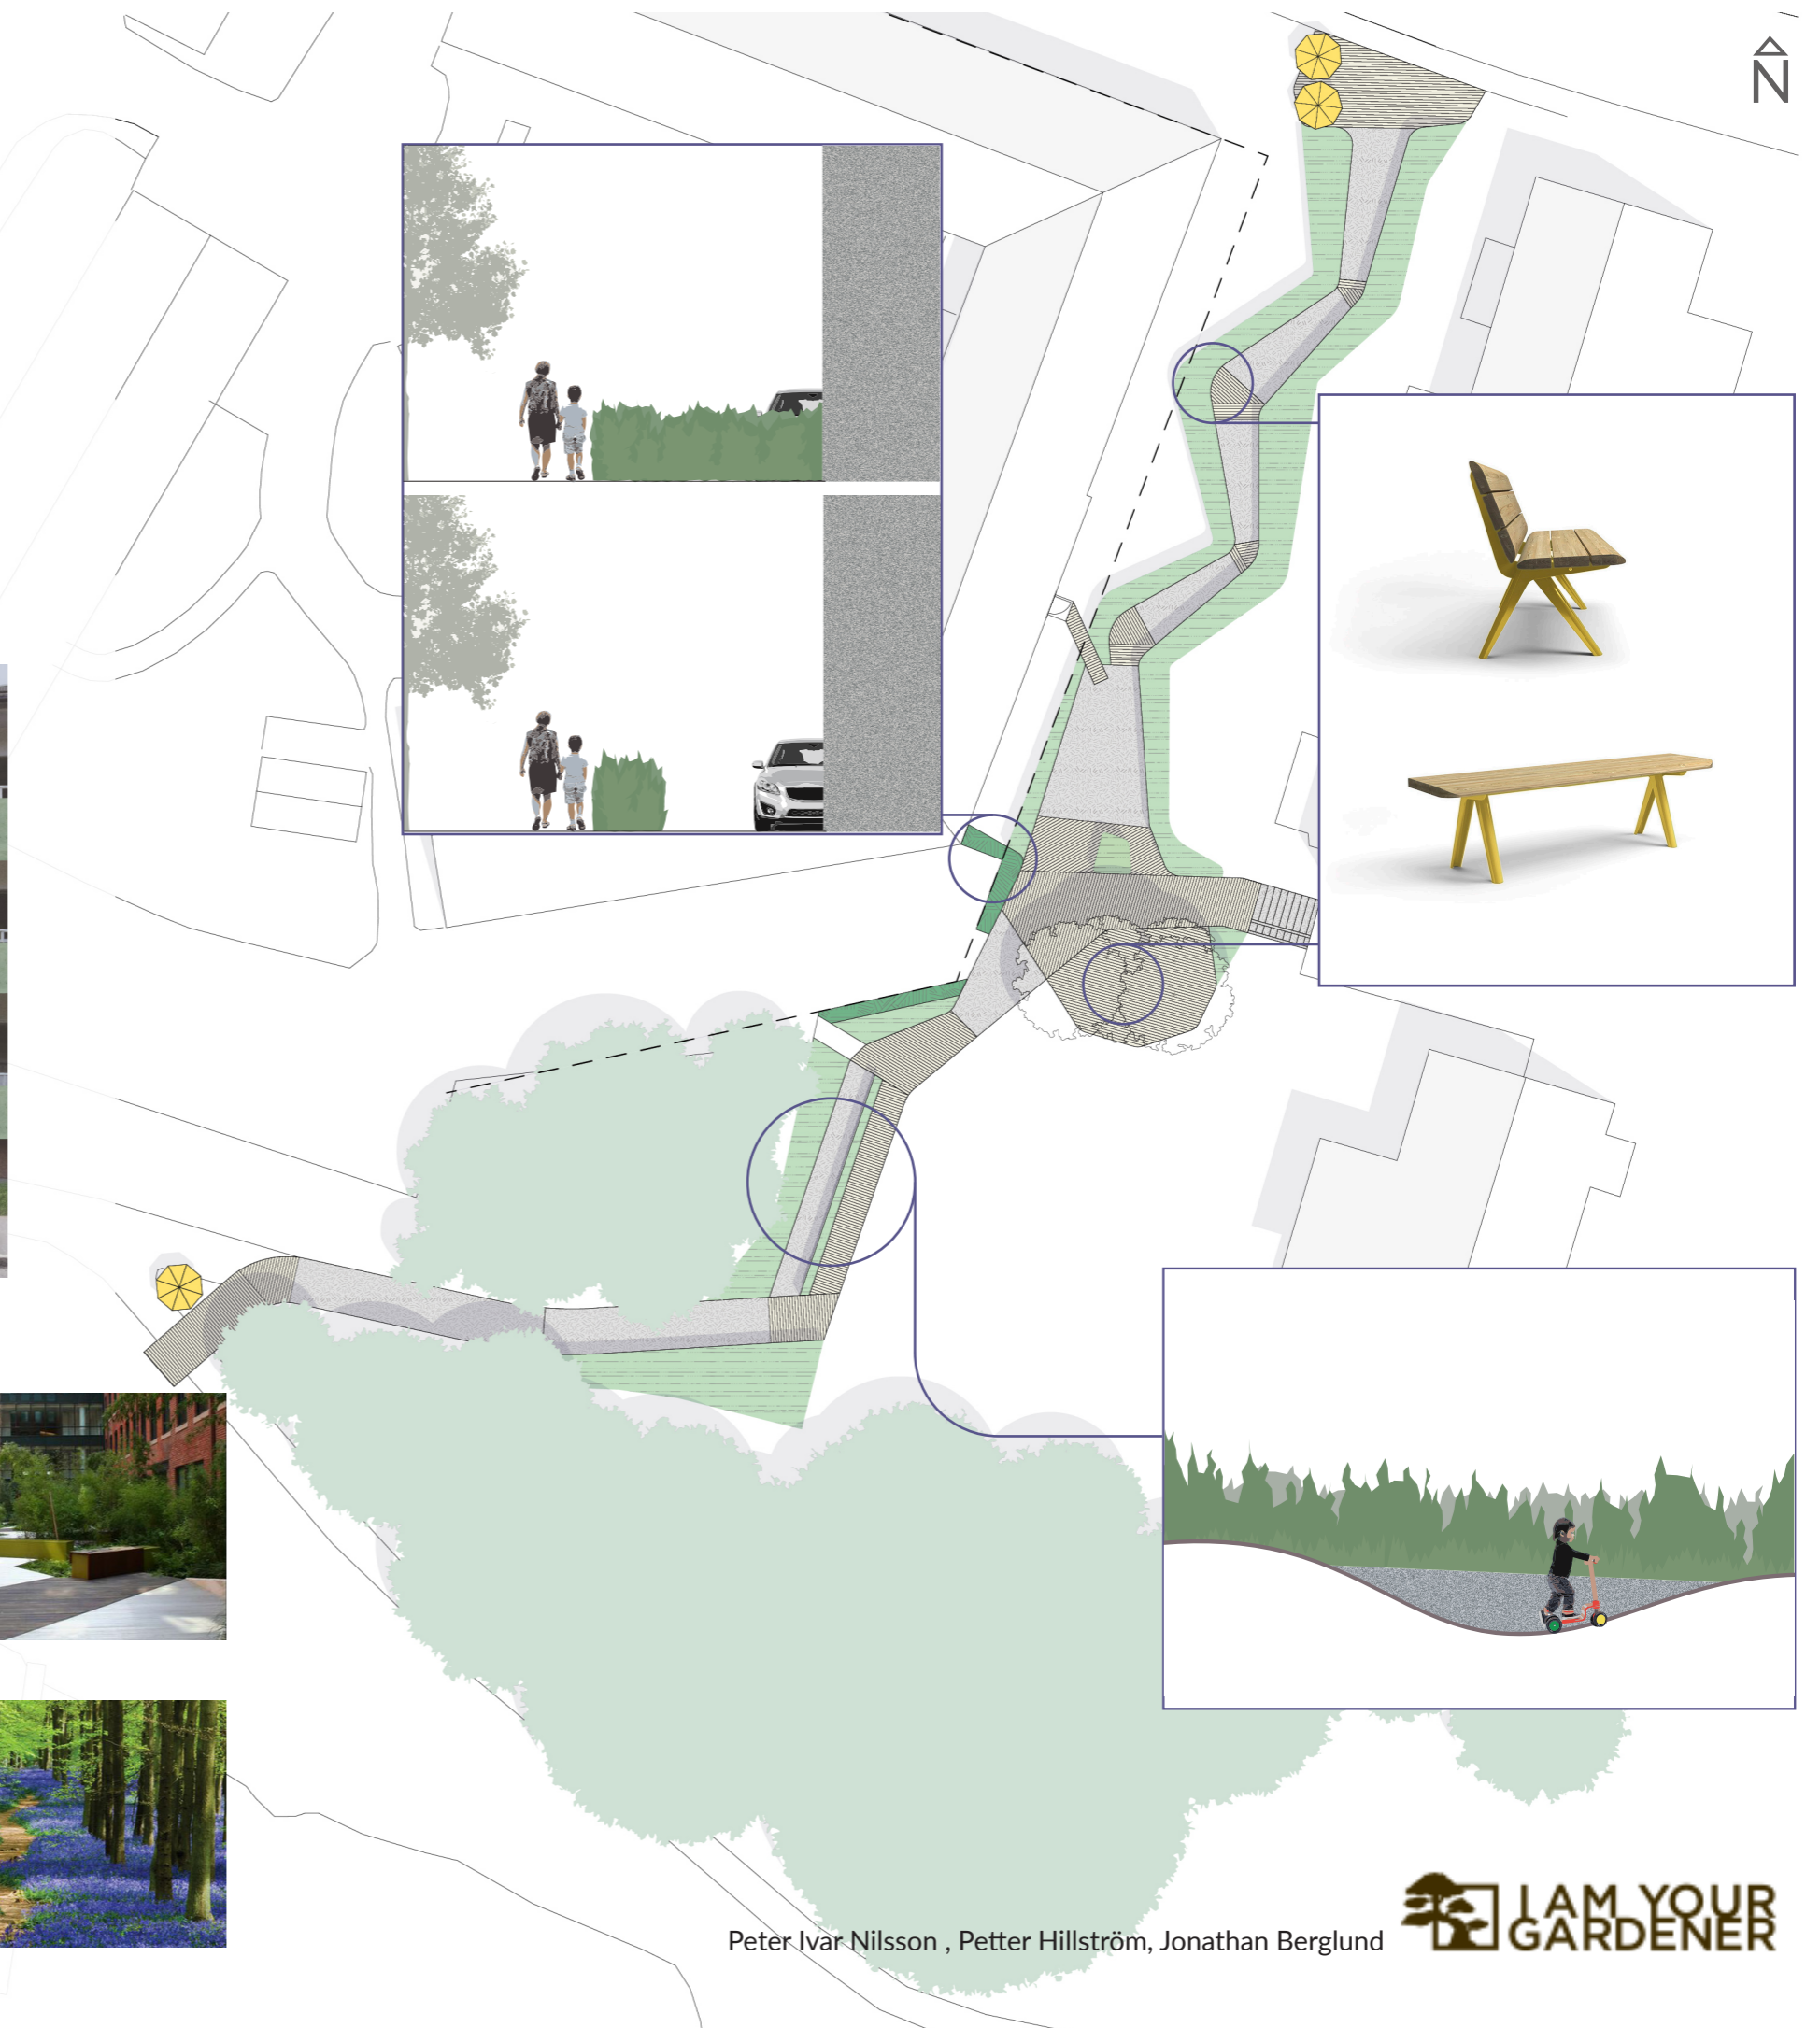 N
Peter Ivar Nilsson , Petter Hillström, Jonathan Berglund
I AM YOUR
GARDENER